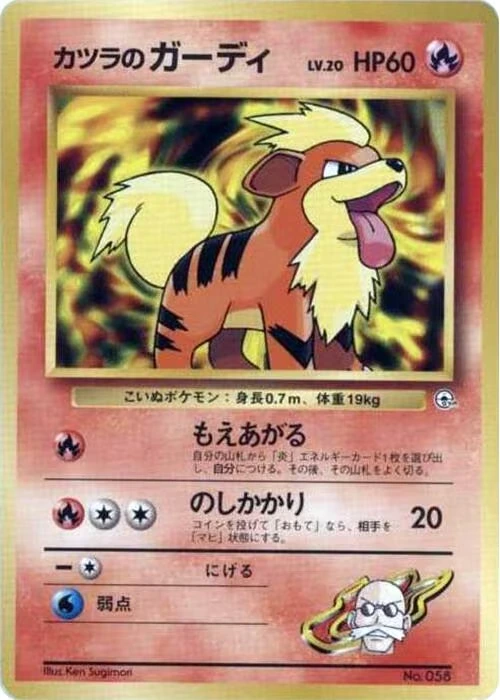 カツラの ガーディ LV.20 HP60
こいぬポケモン：身長0.7m、体重19kg
もえあがる
自分の山札から「炎」エネルギーカード1枚を選び出
し、自分につける。その後、その山札をよく切る。
のしかかり 20
コインを投げて「おもて」なら、相手を
「マヒ」状態にする。
にげる
弱点
Illus.Ken Sugimori No.058